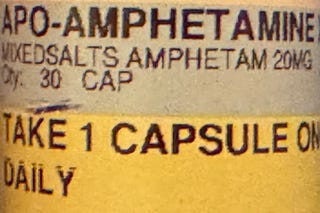 APO-AMPHETAMINE
MIXEDSALTS AMPHETAM 20MG
Qty: 30 CAP
TAKE 1 CAPSULE ON
DAILY